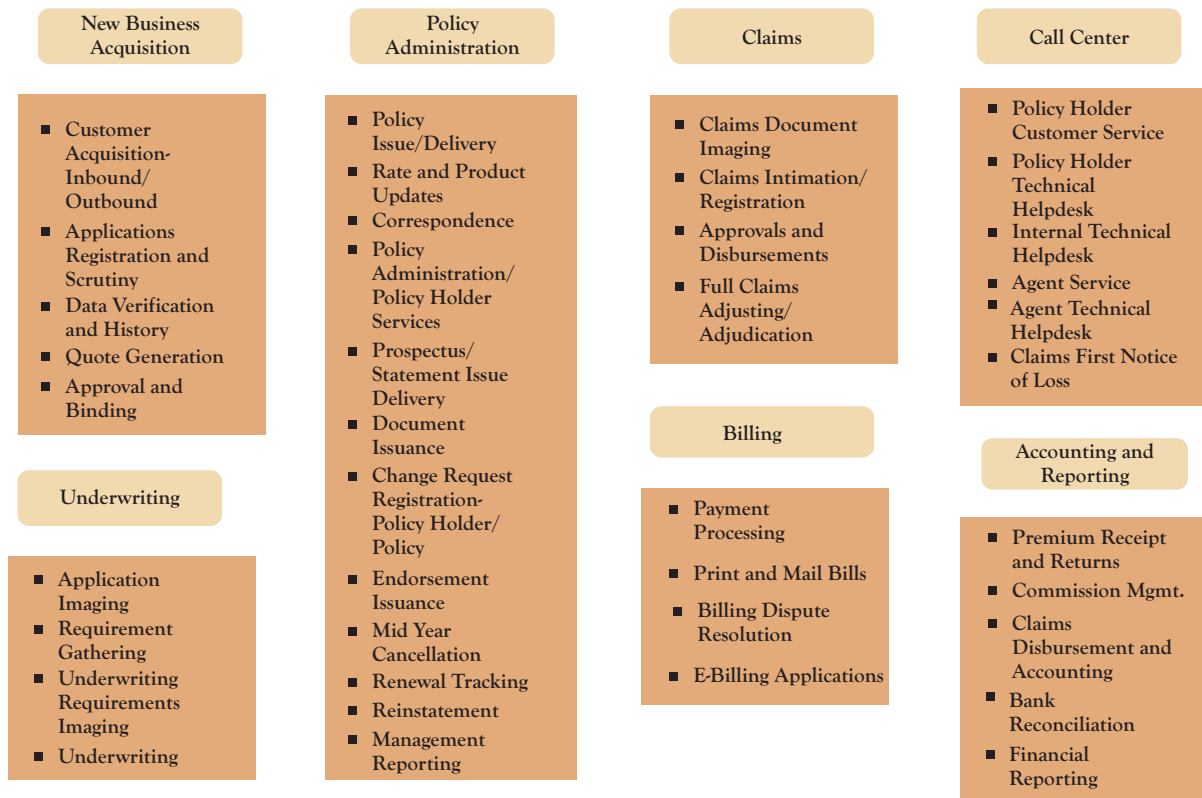 New Business
Acquisition
Customer
Acquisition-
Inbound/
Outbound
Applications
Registration and
Scrutiny
Data Verification
and History
Quote Generation
Approval and
Binding
Underwriting
Application
Imaging
Requirement
Gathering
Underwriting
Requirements
Imaging
Underwriting
Policy
Administration
Policy
Issue/Delivery
Rate and Product
Updates
Correspondence
Policy
Administration/
Policy Holder
Services
Prospectus/
Statement Issue
Delivery
Document
Issuance
Change Request
Registration-
Policy Holder/
Policy
Endorsement
Issuance
Mid Year
Cancellation
Renewal Tracking
Reinstatement
Management
Reporting
Claims
Claims Document
Imaging
Claims Intimation/
Registration
Approvals and
Disbursements
Full Claims
Adjusting/
Adjudication
Billing
Payment
Processing
Print and Mail Bills
Billing Dispute
Resolution
E-Billing Applications
Call Center
Policy Holder
Customer Service
Policy Holder
Technical
Helpdesk
Internal Technical
Helpdesk
Agent Service
Agent Technical
Helpdesk
Claims First Notice
of Loss
Accounting and
Reporting
Premium Receipt
and Returns
Commission Mgmt.
Claims
Disbursement and
Accounting
Bank
Reconciliation
Financial
Reporting